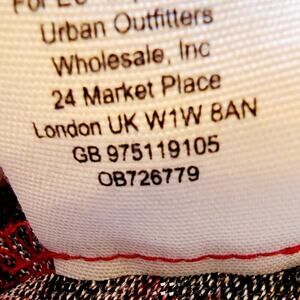 Urban Outfitters
Wholesale, Inc
24 Market Place
London UK W1W 8AN
GB 975119105
OB726779